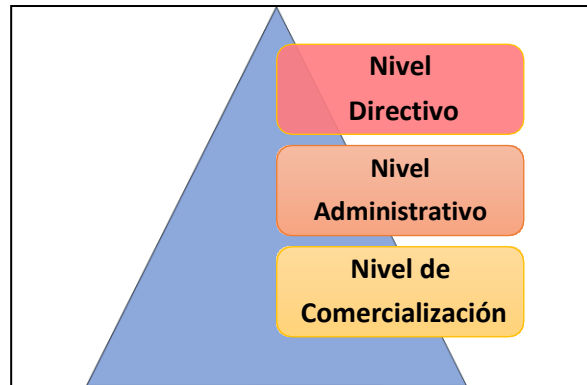 Nivel
Directivo
Nivel
Administrativo
Nivel de
Comercialización